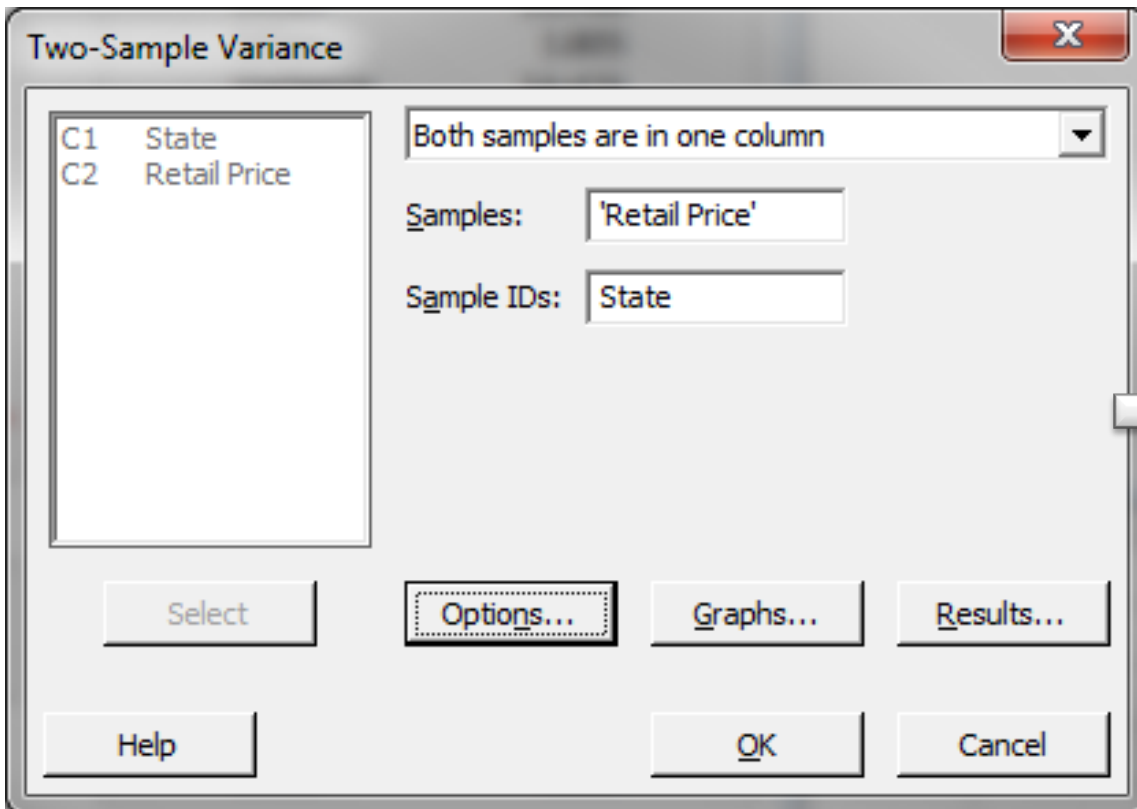 Two-Sample Variance
C1 State
C2 Retail Price
Both samples are in one column
Samples: 'Retail Price'
Sample IDs: State
Select
Options...
Graphs...
Results...
Help
OK
Cancel